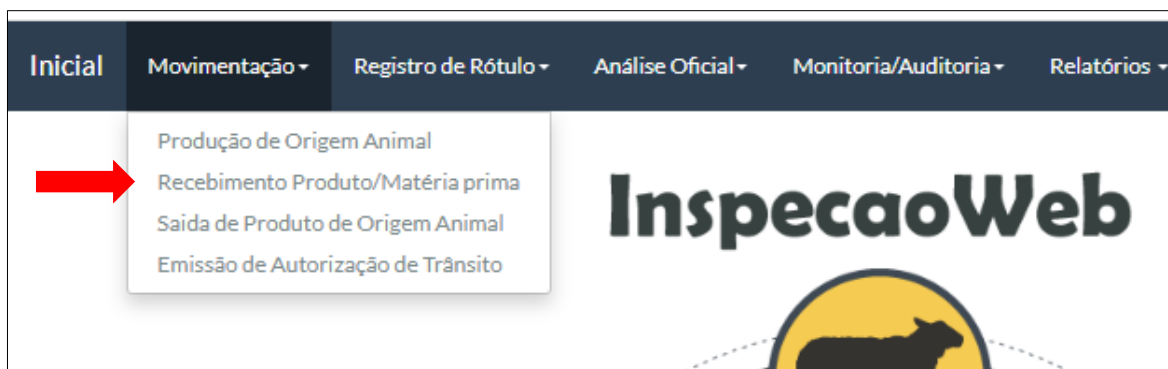 Inicial Movimentação Registro de Rótulo Análise Oficial Monitoria/Auditoria Relatórios
Produção de Origem Animal
Recebimento Produto/Matéria prima
Saida de Produto de Origem Animal
Emissão de Autorização de Trânsito
InspecaoWeb